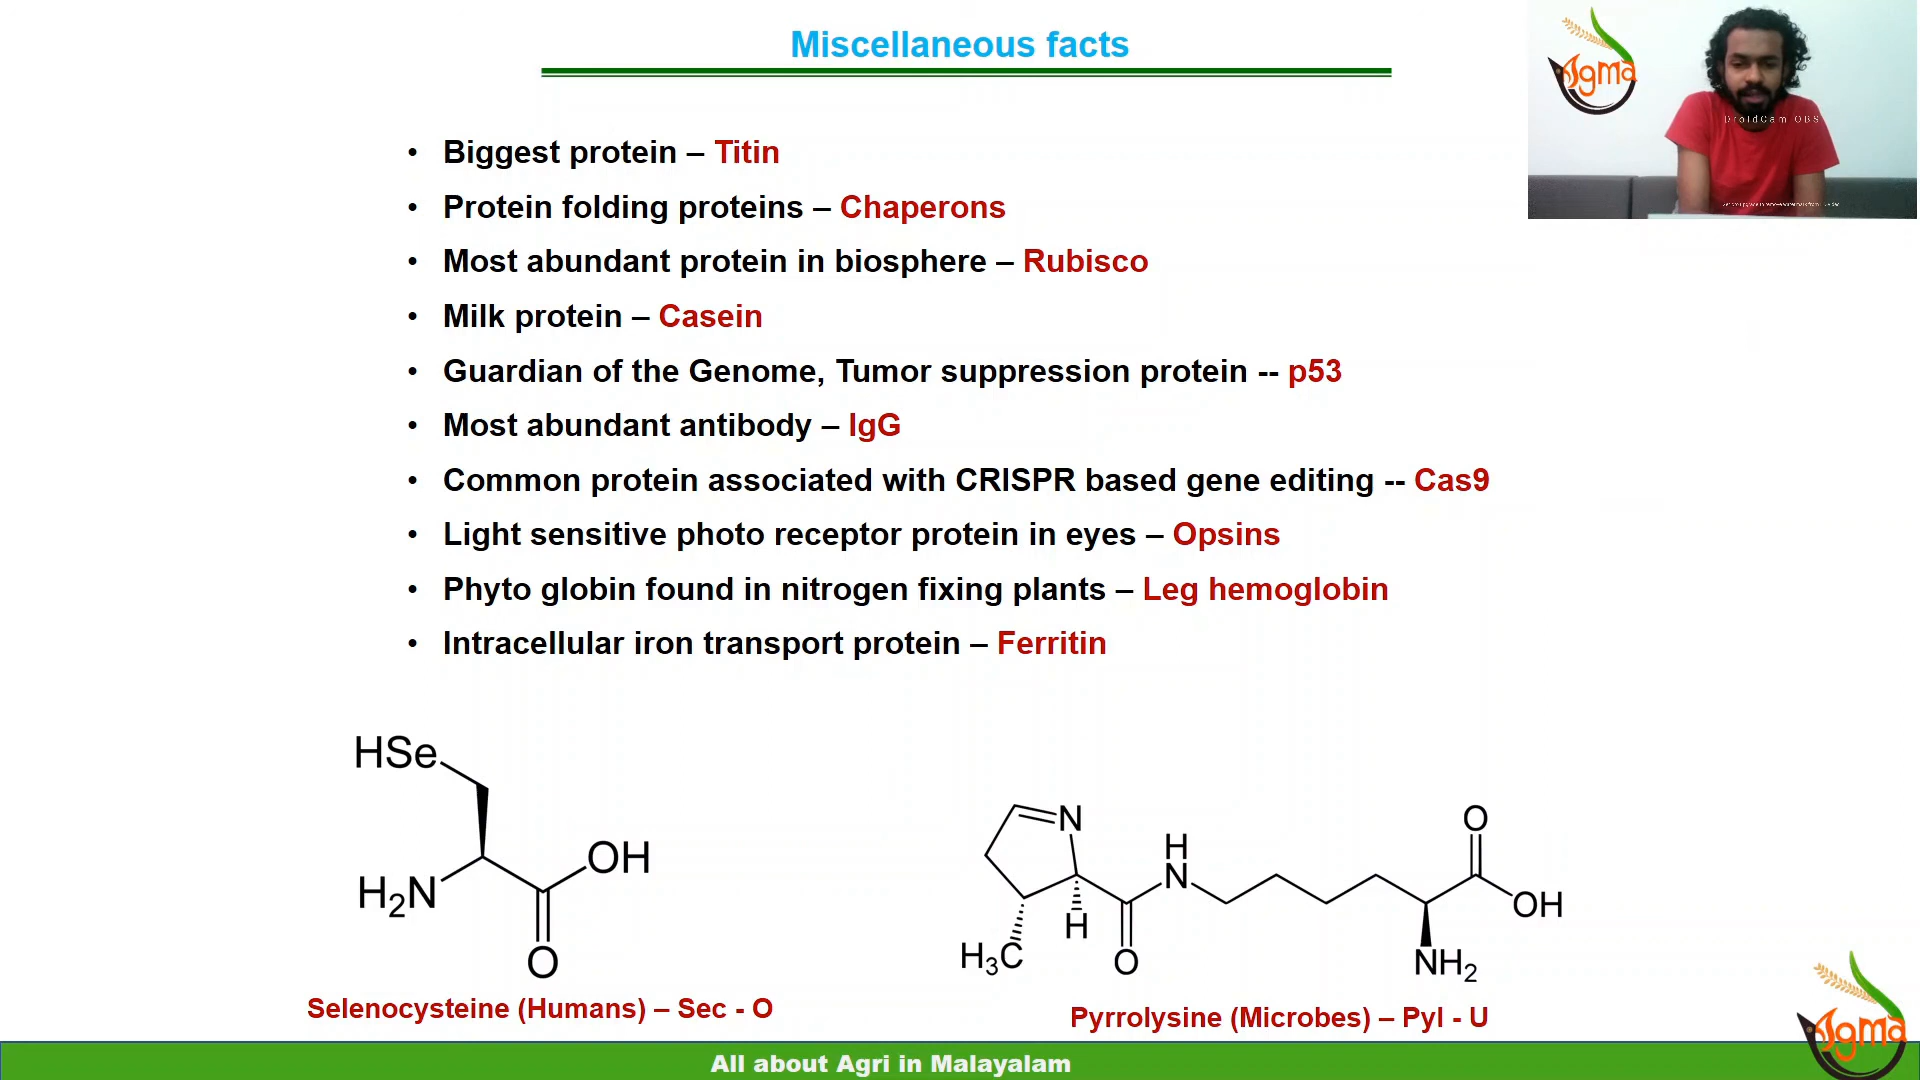 Miscellaneous facts
Sgma
DroidCam OBS
• Biggest protein – Titin
• Protein folding proteins – Chaperons
• Most abundant protein in biosphere – Rubisco
• Milk protein – Casein
• Guardian of the Genome, Tumor suppression protein -- p53
• Most abundant antibody – IgG
• Common protein associated with CRISPR based gene editing -- Cas9
• Light sensitive photo receptor protein in eyes – Opsins
• Phyto globin found in nitrogen fixing plants – Leg hemoglobin
• Intracellular iron transport protein – Ferritin
HSe
H₂N
OH
O
Selenocysteine (Humans) – Sec - O
N
H
N
H
H₃C
O
O
OH
NH₂
Pyrrolysine (Microbes) – Pyl - U
All about Agri in Malayalam
Sgma